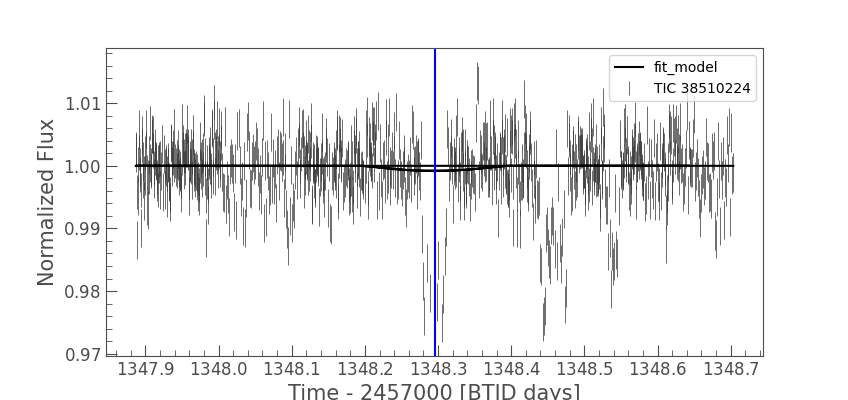 fit_model
TIC 38510224
1.01
1.00
0.99
0.98
0.97
Normalized Flux
1347.9 1348.0 1348.1 1348.2 1348.3 1348.4 1348.5 1348.6 1348.7
Time - 2457000 [BTJD days]